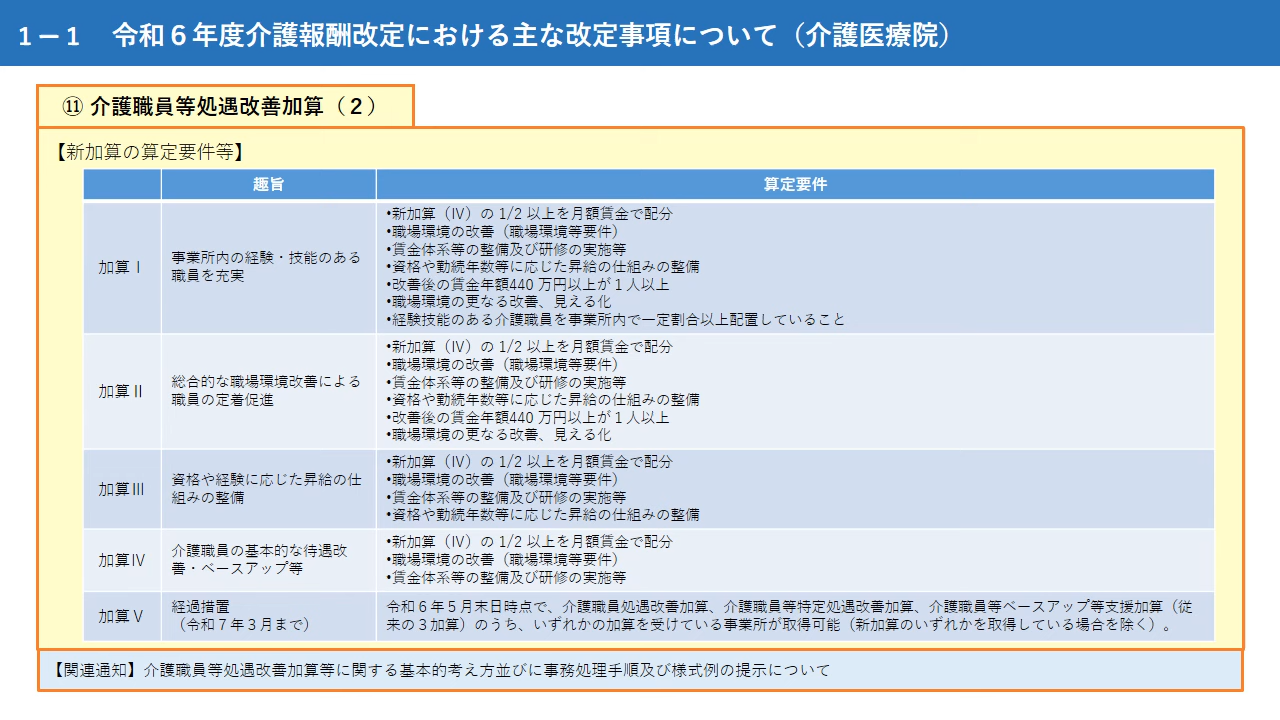 １－１　令和６年度介護報酬改定における主な改定事項について（介護医療院）
⑪ 介護職員等処遇改善加算（２）
【新加算の算定要件等】
趣旨
算定要件
加算Ⅰ
事業所内の経験・技能のある
職員を充実
•新加算（Ⅳ）の 1/2 以上を月額賃金で配分
•職場環境の改善（職場環境等要件）
•賃金体系等の整備及び研修の実施等
•資格や勤続年数等に応じた昇給の仕組みの整備
•改善後の賃金年額440 万円以上が１人以上
•職場環境の更なる改善、見える化
•経験技能のある介護職員を事業所内で一定割合以上配置していること
加算Ⅱ
総合的な職場環境改善による
職員の定着促進
•新加算（Ⅳ）の 1/2 以上を月額賃金で配分
•職場環境の改善（職場環境等要件）
•賃金体系等の整備及び研修の実施等
•資格や勤続年数等に応じた昇給の仕組みの整備
•改善後の賃金年額440 万円以上が１人以上
•職場環境の更なる改善、見える化
加算Ⅲ
資格や経験に応じた昇給の仕
組みの整備
•新加算（Ⅳ）の 1/2 以上を月額賃金で配分
•職場環境の改善（職場環境等要件）
•賃金体系等の整備及び研修の実施等
•資格や勤続年数等に応じた昇給の仕組みの整備
加算Ⅳ
介護職員の基本的な待遇改
善・ベースアップ等
•新加算（Ⅳ）の 1/2 以上を月額賃金で配分
•職場環境の改善（職場環境等要件）
•賃金体系等の整備及び研修の実施等
加算Ⅴ
経過措置
（令和７年３月まで）
令和６年５月末日時点で、介護職員処遇改善加算、介護職員等特定処遇改善加算、介護職員等ベースアップ等支援加算（従
来の３加算）のうち、いずれかの加算を受けている事業所が取得可能（新加算のいずれかを取得している場合を除く）。
【関連通知】介護職員等処遇改善加算等に関する基本的考え方並びに事務処理手順及び様式例の提示について